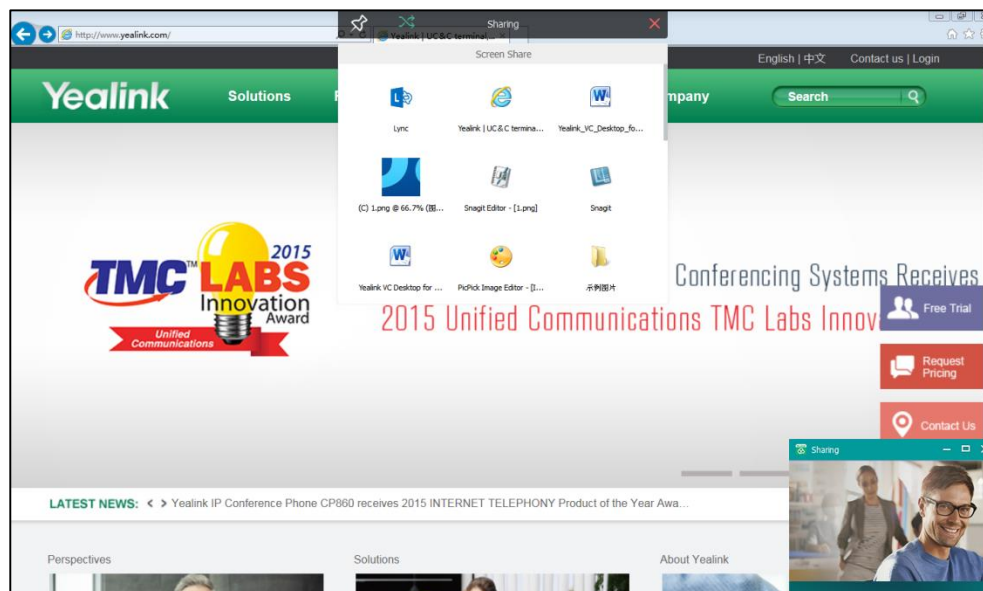 Sharing
http://www.yealink.com/
Yealink | UC&C terminal,...
Screen Share
English | 中文 Contact us | Login
Yealink Solutions mpany Search
Lync Yealink | UC&C termina... Yealink_VC_Desktop_fo...
(C) 1.png @ 66.7% (图... Snagit Editor - [1.png] Snagit
2015
TMC™ LABS
Innovation
Award
Unified
Communications
Yealink VC Desktop for ... PicPick Image Editor - [I... 示例图片
Conferencing Systems Receives
2015 Unified Communications TMC Labs Innov
Free Trial
Request
Pricing
Contact Us
Sharing
LATEST NEWS: < > Yealink IP Conference Phone CP860 receives 2015 INTERNET TELEPHONY Product of the Year Awa...
Perspectives Solutions About Yealink